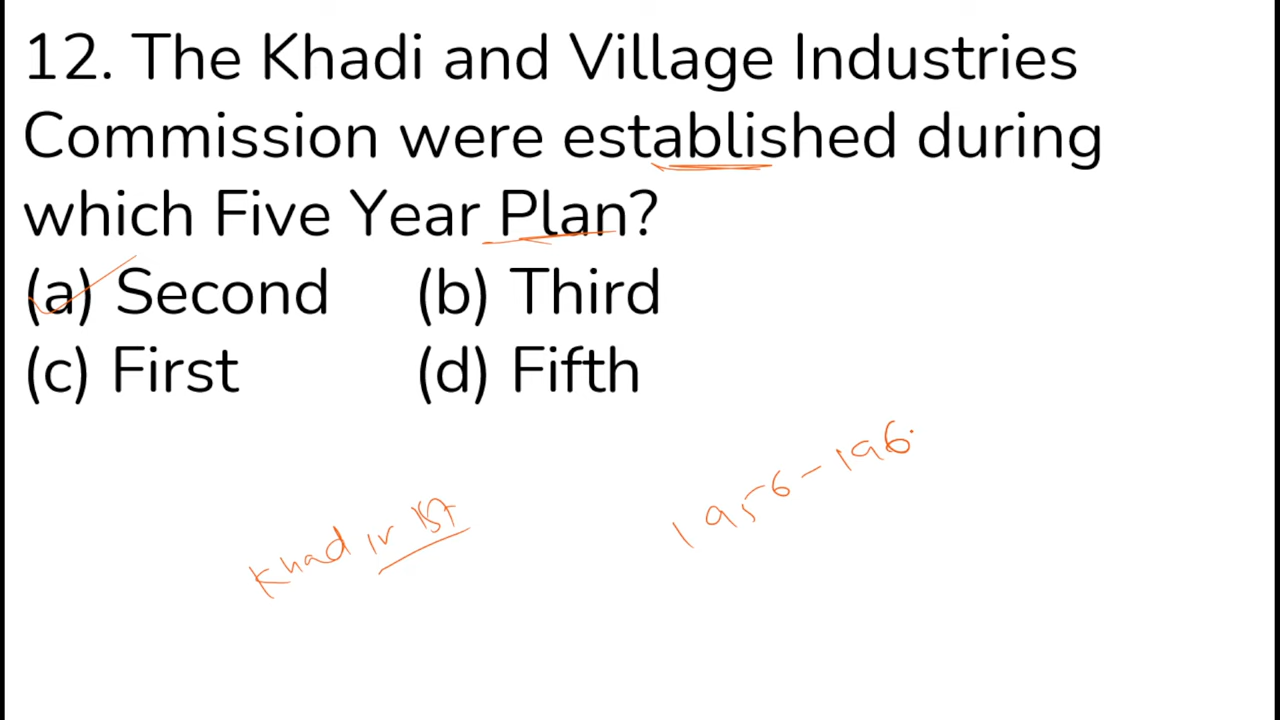 12. The Khadi and Village Industries
Commission were established during
which Five Year Plan?
(a) Second (b) Third
(c) First (d) Fifth
1956-196
Khad